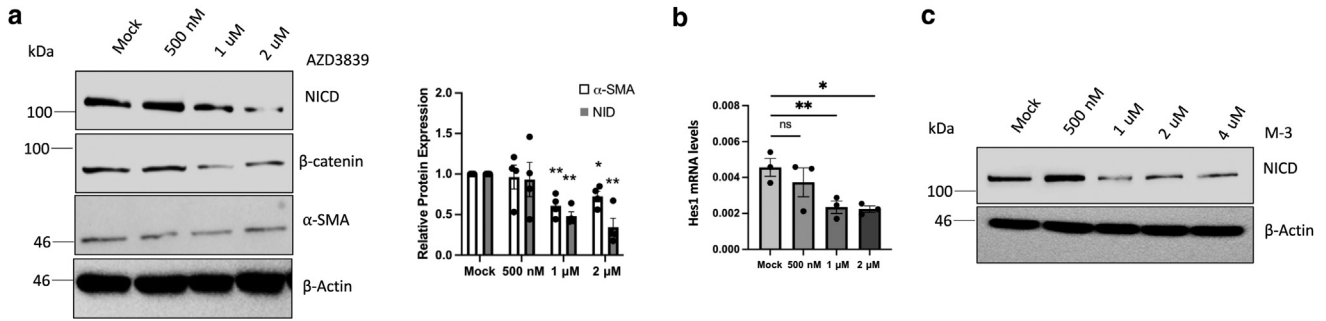 a
kDa
Mock
500 nM
1 uM
2 uM
AZD3839
NICD
100
100
β-catenin
α-SMA
46
46
β-Actin
Relative Protein Expression
2.0
1.5
1.0
0.5
0.0
α-SMA
NID
**
**
*
**
Mock
500 nM
1 μM
2 μM
b
Hes1 mRNA levels
0.008
0.006
0.004
0.002
0.000
*
**
ns
Mock
500 nM
1 μM
2 μM
c
kDa
Mock
500 nM
1 uM
2 uM
4 uM
M-3
NICD
100
46
β-Actin